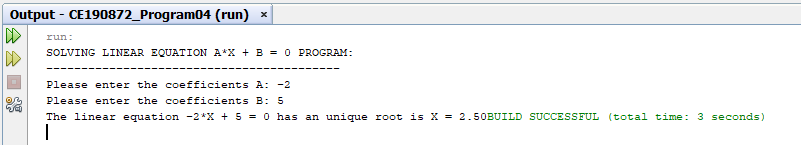 Output - CE190872_Program04 (run) ×
run:
SOLVING LINEAR EQUATION A*X + B = 0 PROGRAM:
----------------------------------------
Please enter the coefficients A: -2
Please enter the coefficients B: 5
The linear equation -2*X + 5 = 0 has an unique root is X = 2.50BUILD SUCCESSFUL (total time: 3 seconds)